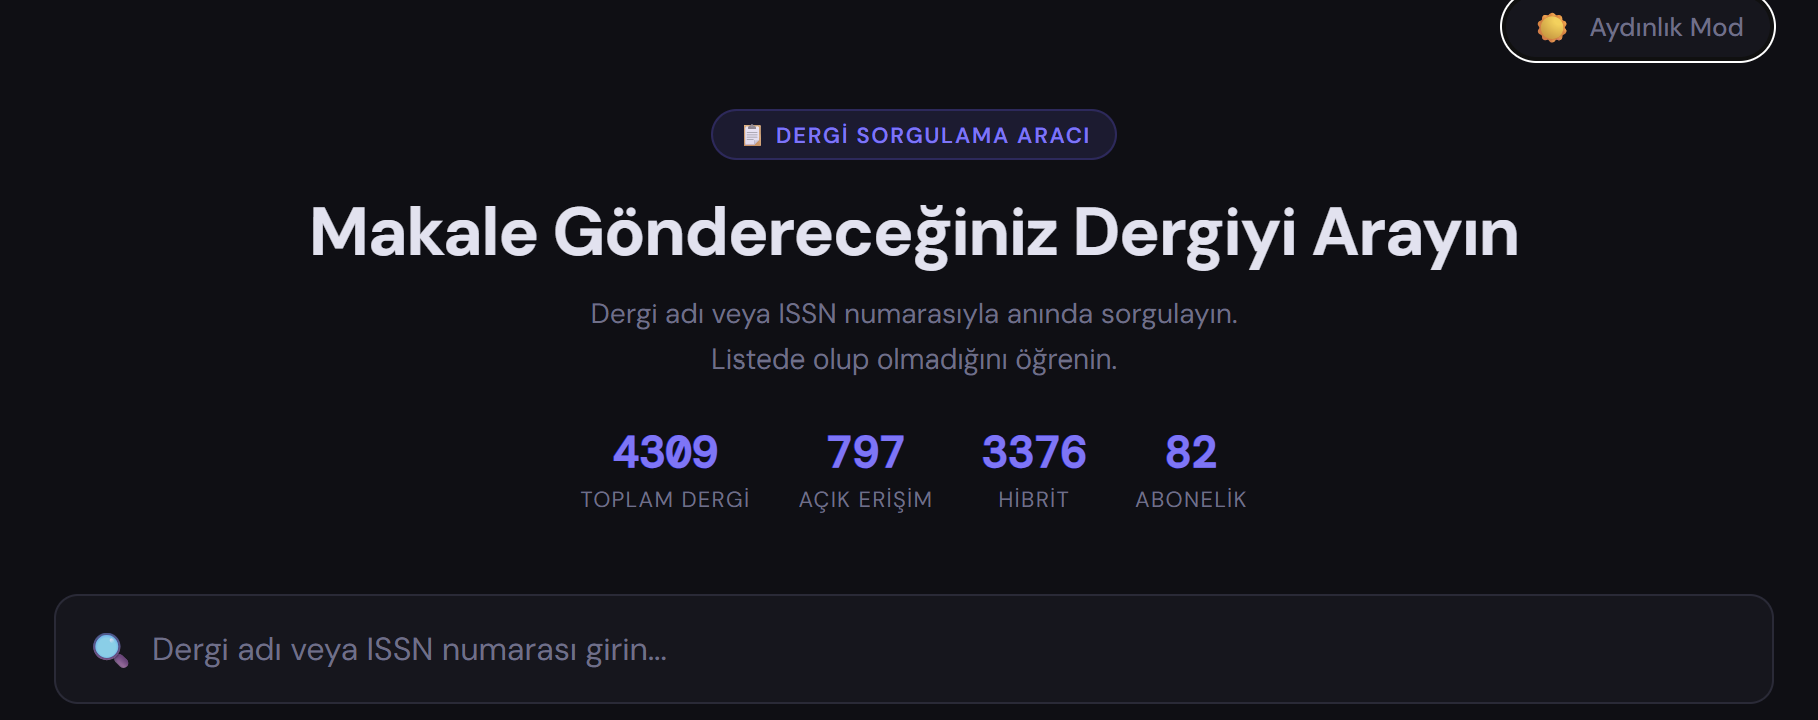 Aydınlık Mod
DERGİ SORGULAMA ARACI
Makale Göndereceğiniz Dergiyi Arayın
Dergi adı veya ISSN numarasıyla anında sorgulayın.
Listede olup olmadığını öğrenin.
4309 797 3376 82
TOPLAM DERGİ AÇIK ERİŞİM HİBRİT ABONELİK
Dergi adı veya ISSN numarası girin...